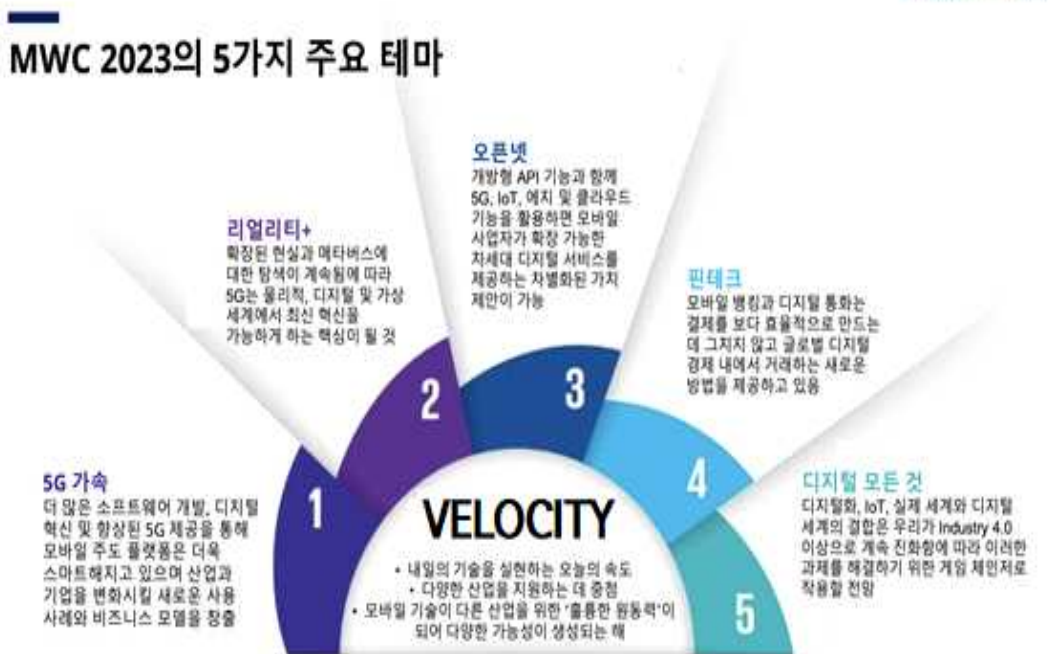 MWC 2023의 5가지 주요 테마
오픈넷
개방형 API 기능과 함께
5G, IoT, 에지 및 클라우드
기능을 활용하면 모바일
사업자가 확장 가능한
차세대 디지털 서비스를
제공하는 차별화된 가치
제안이 가능
리얼리티+
확장된 현실과 메타버스에
대한 탐색이 계속됨에 따라
5G는 물리적, 디지털 및 가상
세계에서 최신 혁신을
가능하게 하는 핵심이 될 것
핀테크
모바일 뱅킹과 디지털 통화는
결제를 보다 효율적으로 만드는
데 그치지 않고 글로벌 디지털
경제 내에서 거래하는 새로운
방법을 제공하고 있음
5G 가속
더 많은 소프트웨어 개발, 디지털
혁신 및 향상된 5G 제공을 통해
모바일 주도 플랫폼은 더욱
스마트해지고 있으며 산업과
기업을 변화시킬 새로운 사용
사례와 비즈니스 모델을 창출
디지털 모든 것
디지털화, IoT, 실제 세계와 디지털
세계의 결합은 우리가 Industry 4.0
이상으로 계속 진화함에 따라 이러한
과제를 해결하기 위한 게임 체인저로
작용할 전망
1
2
3
4
5
VELOCITY
• 내일의 기술을 실현하는 오늘의 속도
• 다양한 산업을 지원하는 데 중점
• 모바일 기술이 다른 산업을 위한 '훌륭한 원동력'이
되어 다양한 가능성이 생성되는 해